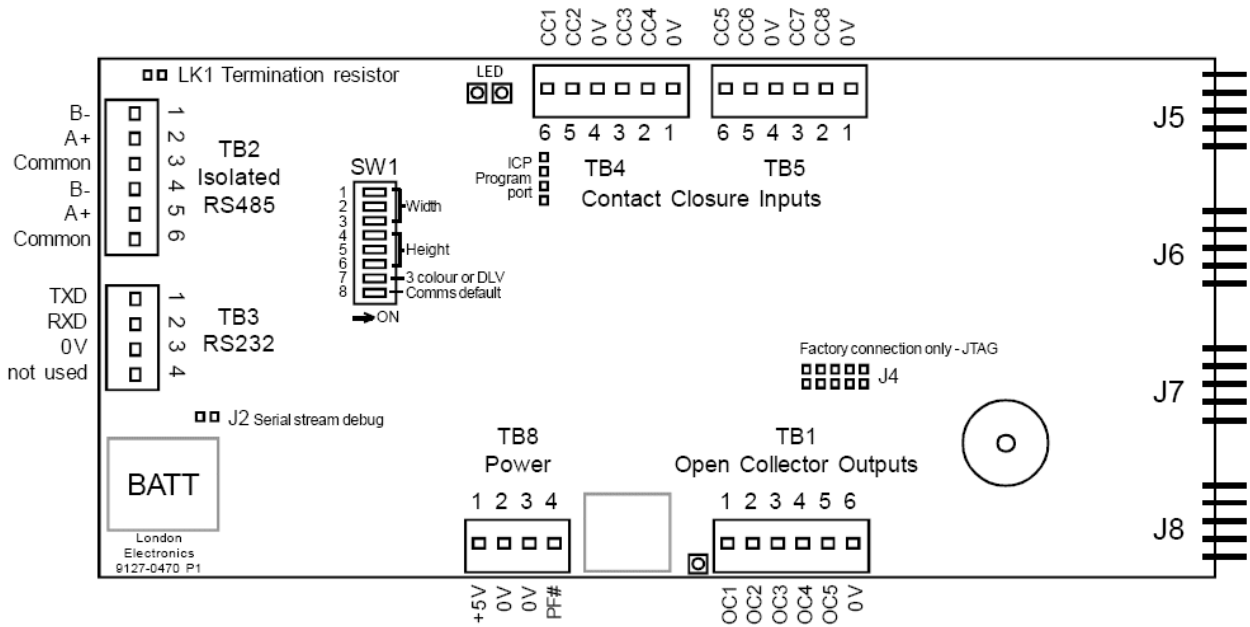 CC1 CC2 0V CC3 CC4 0V
CC5 CC6 0V CC7 CC8 0V
LK1 Termination resistor
LED
6 5 4 3 2 1
6 5 4 3 2 1
TB4
TB5
Contact Closure Inputs
ICP
Program
port
B-
A+
Common
B-
A+
Common
1
2
3
4
5
6
TB2
Isolated
RS485
SW1
1
2
3
4
5
6
7
8
Width
Height
3 colour or DLV
Comms default
ON
TXD
RXD
0V
not used
1
2
3
4
TB3
RS232
J2 Serial stream debug
Factory connection only - JTAG
J4
J5
J6
J7
J8
BATT
London
Electronics
9127-0470 P1
TB8
Power
1 2 3 4
+5V 0V 0V PF#
TB1
Open Collector Outputs
1 2 3 4 5 6
OC1 OC2 OC3 OC4 OC5 0V